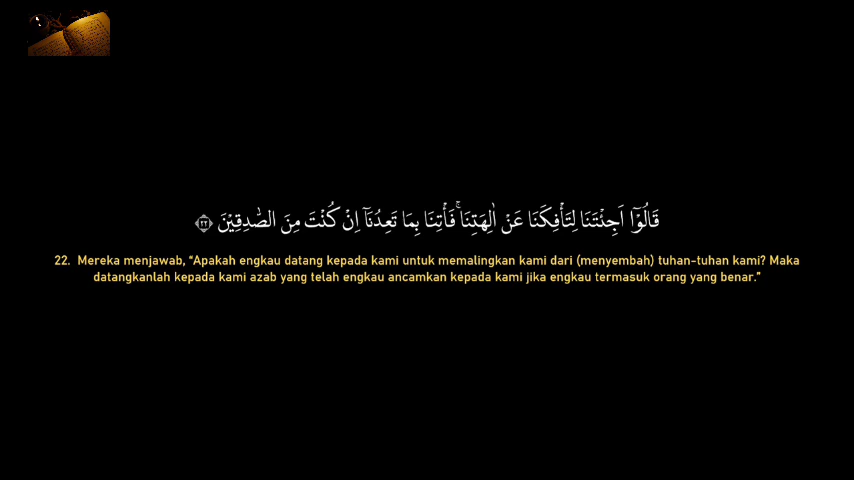 قَالُوْٓا اَجِئْتَنَا لِتَأْفِكَنَا عَنْ اٰلِهَتِنَاۚ فَأْتِنَا بِمَا تَعِدُنَآ اِنْ كُنْتَ مِنَ الصّٰدِقِيْنَ ۝٢٢
22. Mereka menjawab, “Apakah engkau datang kepada kami untuk memalingkan kami dari (menyembah) tuhan-tuhan kami? Maka
datangkanlah kepada kami azab yang telah engkau ancamkan kepada kami jika engkau termasuk orang yang benar.”